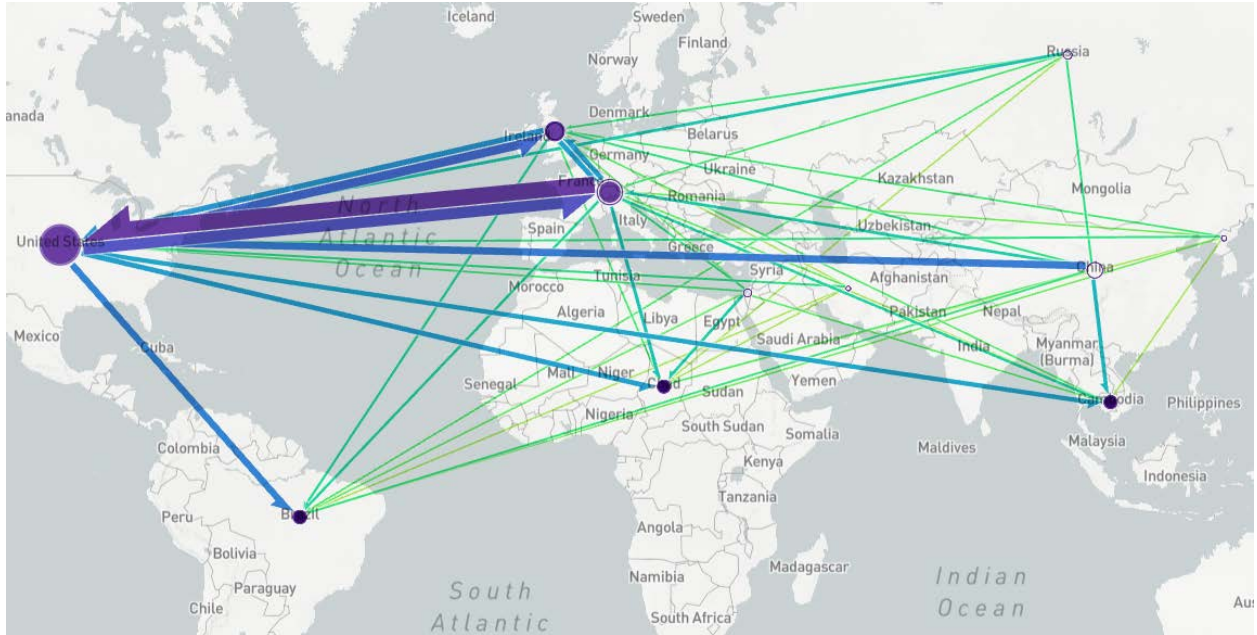 Iceland
Sweden
Finland
Norway
Russia
anada
Denmark
Ireland
Belarus
Germany
Ukraine
Kazakhstan
Mongolia
Franc
Romania
North
Atlantic
Ocean
Spain
Italy
Uzbekistan
United States
Greece
China
Tunisia
Syria
Afghanistan
Morocco
Algeria
Libya
Egypt
Pakistan
Nepal
Mexico
Cuba
Saudi Arabia
India
Myanmar
(Burma)
Mali
Niger
Chad
Senegal
Sudan
Yemen
Cambodia
Philippines
Nigeria
South Sudan
Somalia
Colombia
Maldives
Malaysia
Kenya
Indonesia
Tanzania
Brazil
Peru
Angola
Bolivia
Madagascar
Paraguay
Namibia
Indian
Ocean
South
Atlantic
Chile
South Africa
Aus